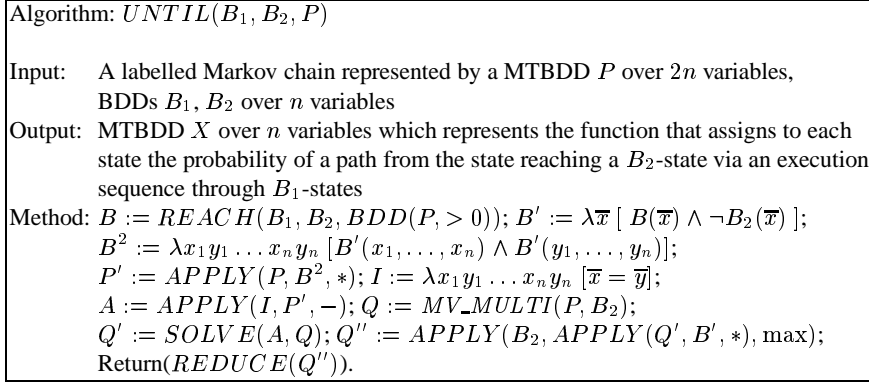 Algorithm: UNTIL(B₁, B₂, P)
Input: A labelled Markov chain represented by a MTBDD P over 2n variables,
BDDs B₁, B₂ over n variables
Output: MTBDD X over n variables which represents the function that assigns to each
state the probability of a path from the state reaching a B₂-state via an execution
sequence through B₁-states
Method: B := REACH(B₁, B₂, BDD(P, > 0)); B′ := λx̅ [ B(x̅) ∧ ¬B₂(x̅) ];
B² := λx₁y₁ … xₙyₙ [B′(x₁, …, xₙ) ∧ B′(y₁, …, yₙ)];
P′ := APPLY(P, B², ∗); I := λx₁y₁ … xₙyₙ [x̅ = y̅];
A := APPLY(I, P′, −); Q := MV_MULTI(P, B₂);
Q′ := SOLVE(A, Q); Q′′ := APPLY(B₂, APPLY(Q′, B′, ∗), max);
Return(REDUCE(Q′′)).